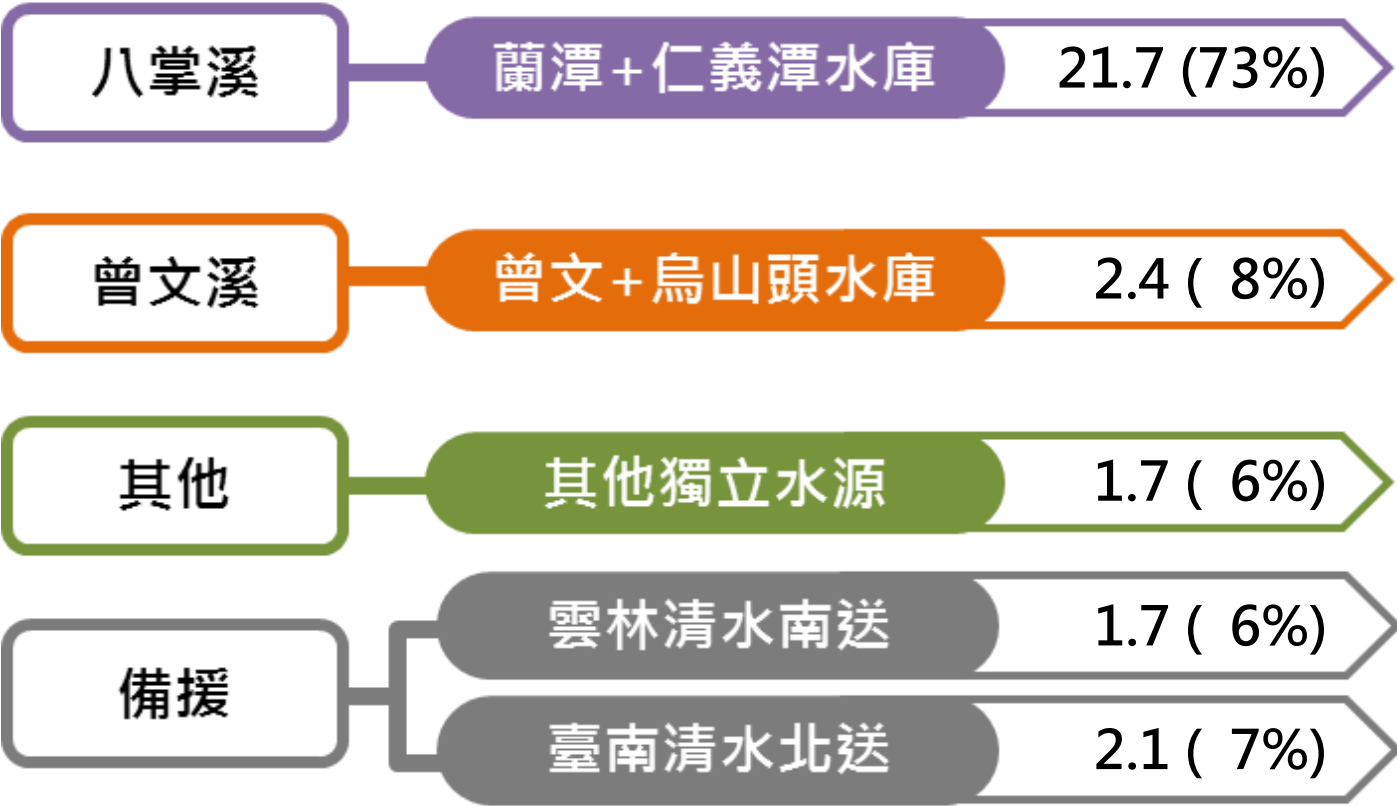 八掌溪 蘭潭+仁義潭水庫 21.7 (73%)
曾文溪 曾文+烏山頭水庫 2.4 ( 8%)
其他 其他獨立水源 1.7 ( 6%)
備援 雲林清水南送 1.7 ( 6%)
臺南清水北送 2.1 ( 7%)